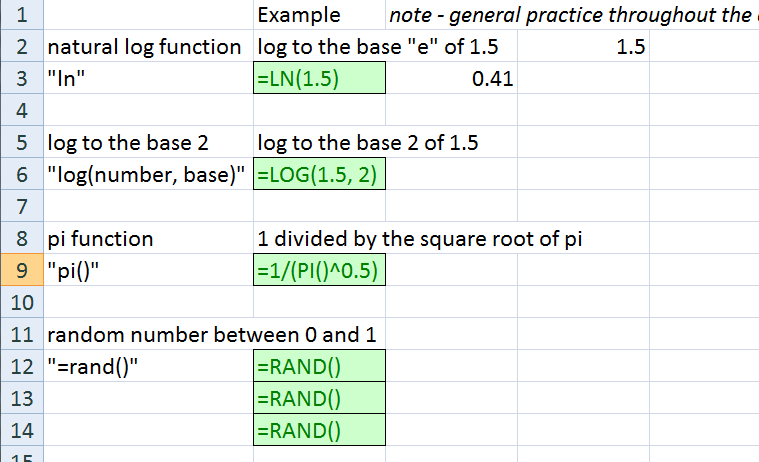 1 Example note - general practice throughout the
2 natural log function log to the base "e" of 1.5 1.5
3 "ln" =LN(1.5) 0.41
4
5 log to the base 2 log to the base 2 of 1.5
6 "log(number, base)" =LOG(1.5, 2)
7
8 pi function 1 divided by the square root of pi
9 "pi()" =1/(PI()^0.5)
10
11 random number between 0 and 1
12 "=rand()" =RAND()
13 =RAND()
14 =RAND()
15